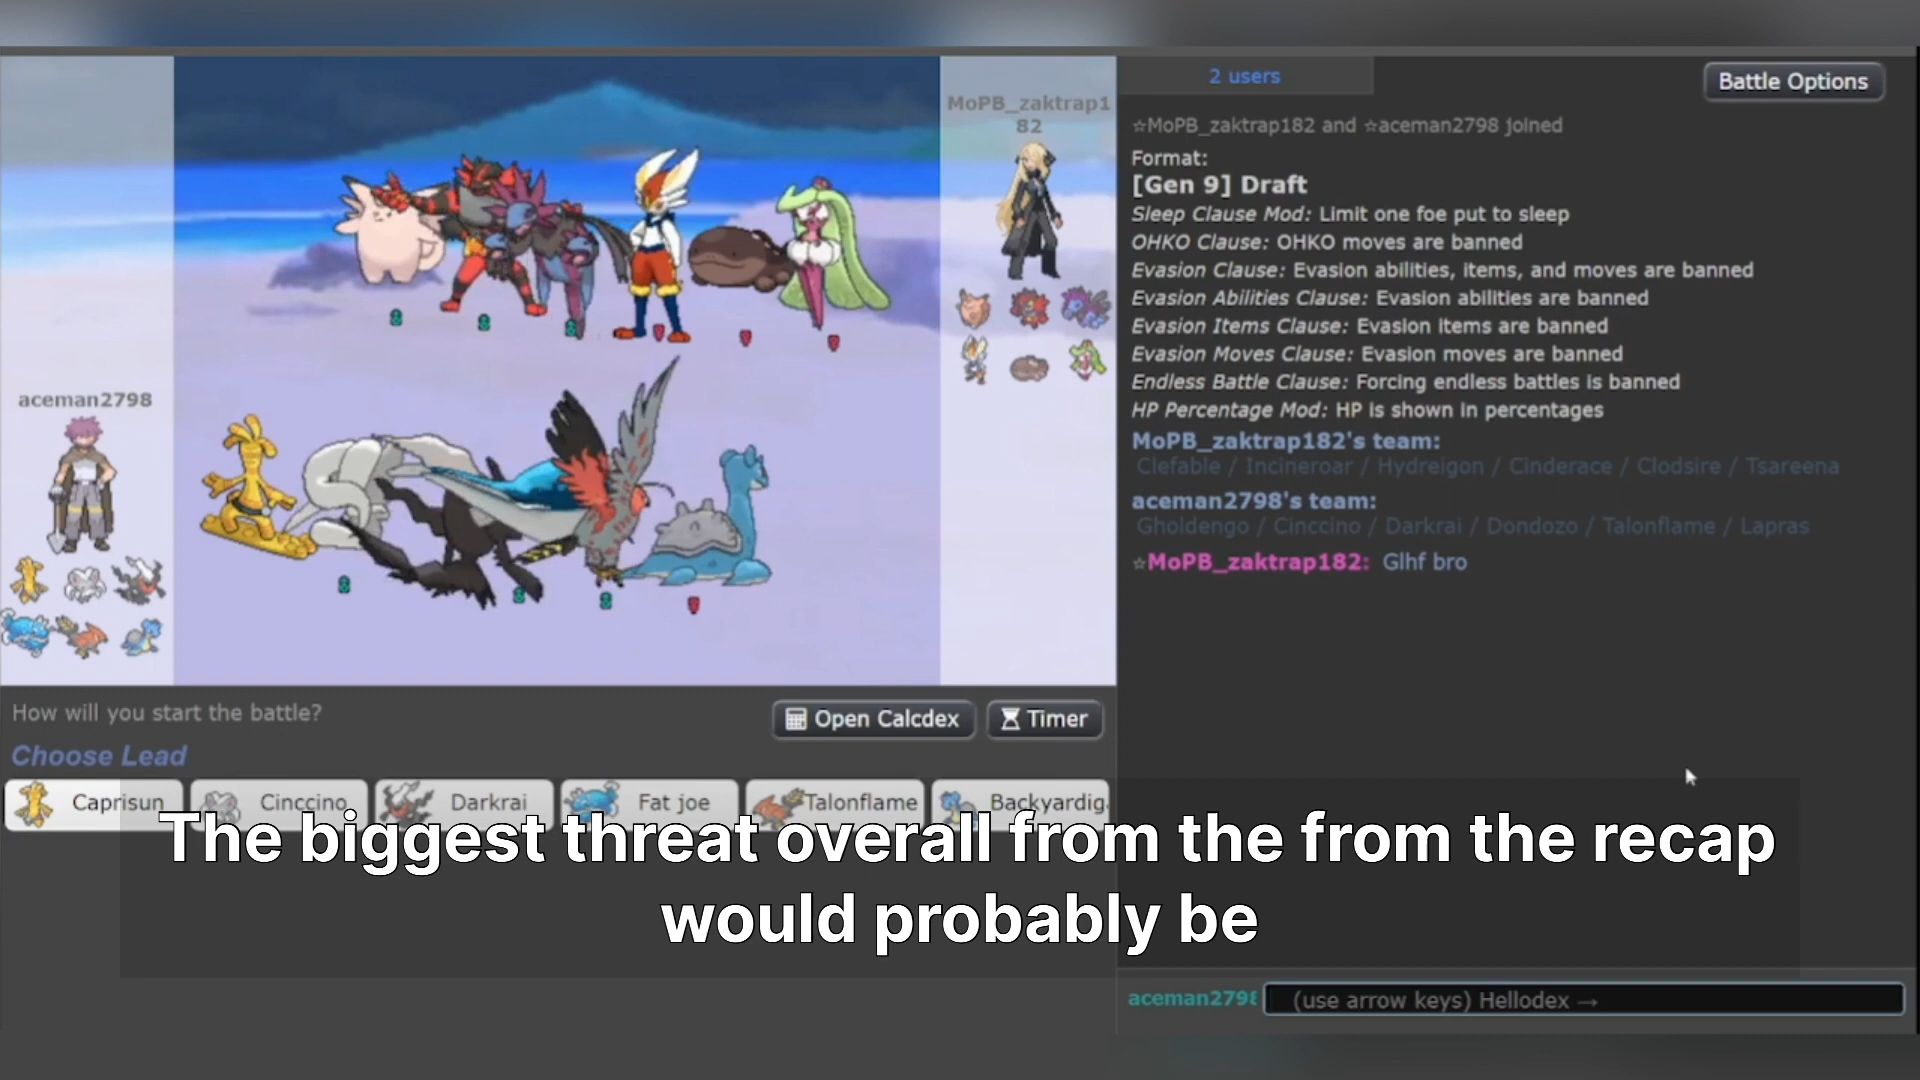 2 users
Battle Options
MoPB_zaktrap1
82
☆MoPB_zaktrap182 and ☆aceman2798 joined
Format:
[Gen 9] Draft
Sleep Clause Mod: Limit one foe put to sleep
OHKO Clause: OHKO moves are banned
Evasion Clause: Evasion abilities, items, and moves are banned
Evasion Abilities Clause: Evasion abilities are banned
Evasion Items Clause: Evasion items are banned
Evasion Moves Clause: Evasion moves are banned
Endless Battle Clause: Forcing endless battles is banned
HP Percentage Mod: HP is shown in percentages
MoPB_zaktrap182's team:
Clefable / Incineroar / Hydreigon / Cinderace / Clodsire / Tsareena
aceman2798's team:
Gholdengo / Cinccino / Darkrai / Dondozo / Talonflame / Lapras
☆MoPB_zaktrap182: Glhf bro
aceman2798
How will you start the battle?
Open Calcdex
Timer
Choose Lead
Caprisun
Cinccino
Darkrai
Fat joe
Talonflame
Backyardig
The biggest threat overall from the from the recap
would probably be
aceman2798
(use arrow keys) Hellodex →